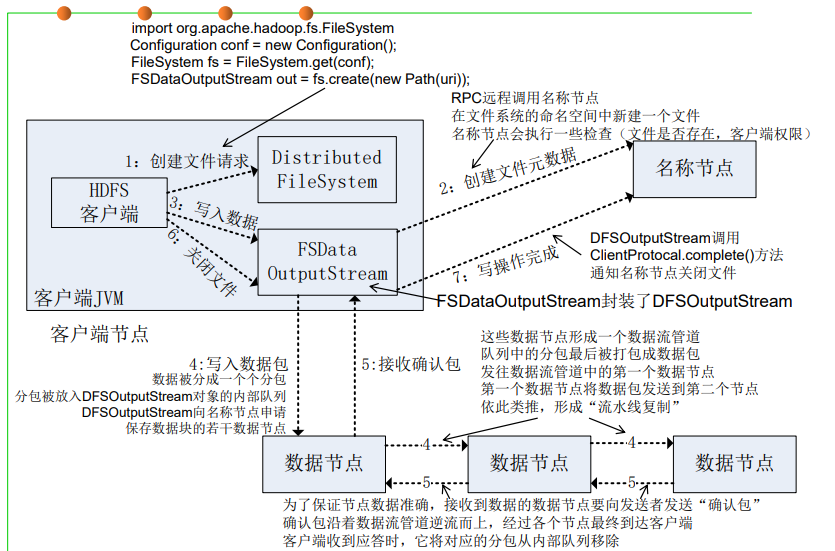 import org.apache.hadoop.fs.FileSystem
Configuration conf = new Configuration();
FileSystem fs = FileSystem.get(conf);
FSDataOutputStream out = fs.create(new Path(uri));
RPC远程调用名称节点
在文件系统的命名空间中新建一个文件
名称节点会执行一些检查（文件是否存在，客户端权限）
1：创建文件请求
Distributed
FileSystem
2：创建文件元数据
名称节点
HDFS
客户端
3：写入数据
6：关闭文件
FSData
OutputStream
7：写操作完成
DFSOutputStream调用
ClientProtocal.complete()方法
通知名称节点关闭文件
客户端JVM
FSDataOutputStream封装了DFSOutputStream
客户端节点
4:写入数据包
数据被分成一个个分包
分包被放入DFSOutputStream对象的内部队列
DFSOutputStream向名称节点申请
保存数据块的若干数据节点
5:接收确认包
这些数据节点形成一个数据流管道
队列中的分包最后被打包成数据包
发往数据流管道中的第一个数据节点
第一个数据节点将数据包发送到第二个节点
依此类推，形成“流水线复制”
数据节点
4
5
数据节点
4
5
数据节点
为了保证节点数据准确，接收到数据的数据节点要向发送者发送“确认包”
确认包沿着数据流管道逆流而上，经过各个节点最终到达客户端
客户端收到应答时，它将对应的分包从内部队列移除